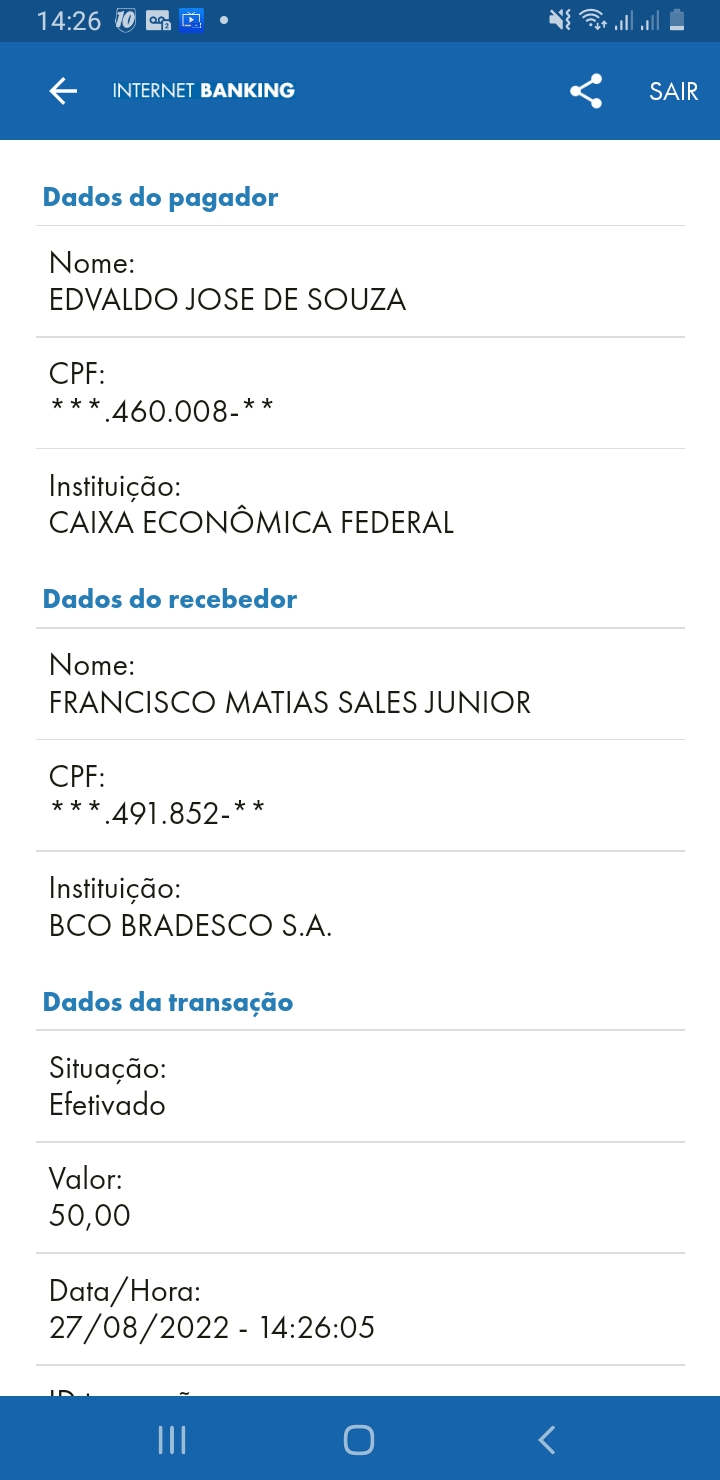 14:26
INTERNET BANKING
SAIR
Dados do pagador
Nome:
EDVALDO JOSE DE SOUZA
CPF:
***.460.008-**
Instituição:
CAIXA ECONÔMICA FEDERAL
Dados do recebedor
Nome:
FRANCISCO MATIAS SALES JUNIOR
CPF:
***.491.852-**
Instituição:
BCO BRADESCO S.A.
Dados da transação
Situação:
Efetivado
Valor:
50,00
Data/Hora:
27/08/2022 - 14:26:05